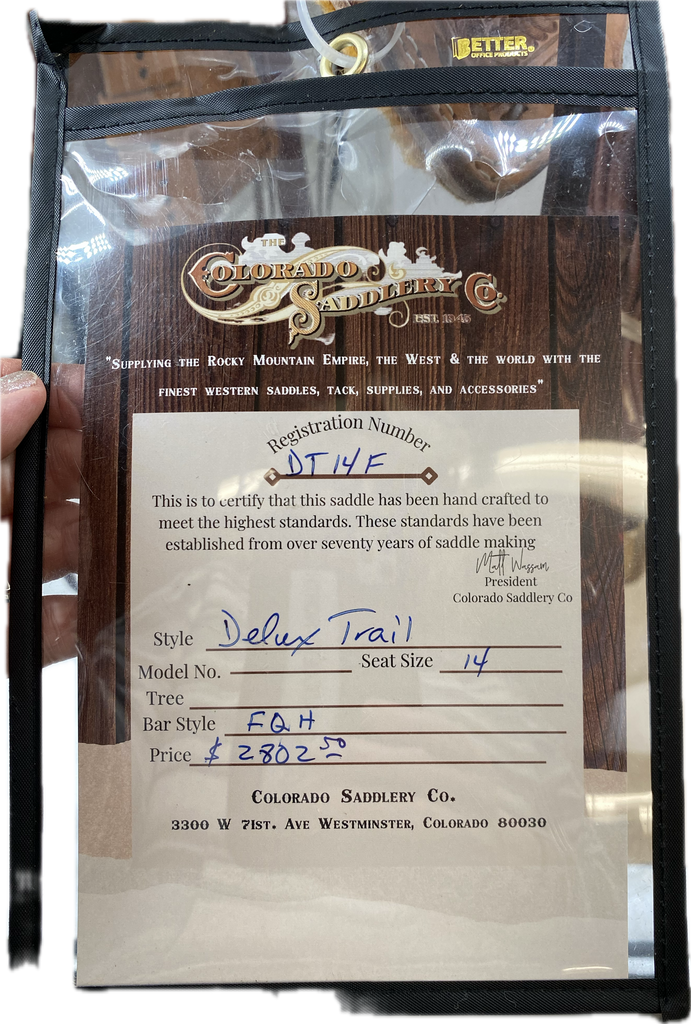 BETTER®
OFFICE PRODUCTS
THE
COLORADO
SADDLERY CO.
EST. 1945
"SUPPLYING THE ROCKY MOUNTAIN EMPIRE, THE WEST & THE WORLD WITH THE
FINEST WESTERN SADDLES, TACK, SUPPLIES, AND ACCESSORIES"
Registration Number
DT14F
This is to certify that this saddle has been hand crafted to
meet the highest standards. These standards have been
established from over seventy years of saddle making
Matt Wassam
President
Colorado Saddlery Co
Style Delux Trail
Model No. Seat Size 14
Tree
Bar Style FQH
Price $ 2802 50
COLORADO SADDLERY CO.
3300 W 71ST. AVE WESTMINSTER, COLORADO 80030